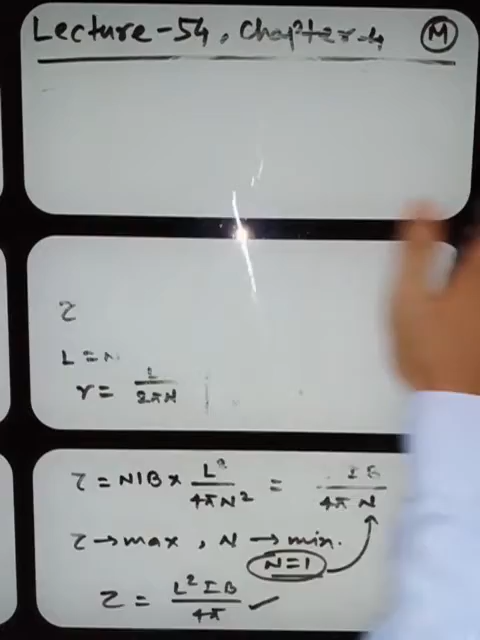 Lecture-54, Chapter-4 M
τ
L = N
r = L / 2πN
τ = NIB × L² / 4πN² = IB / 4πN
τ → max, N → min.
N=1
τ = L²IB / 4π ✓